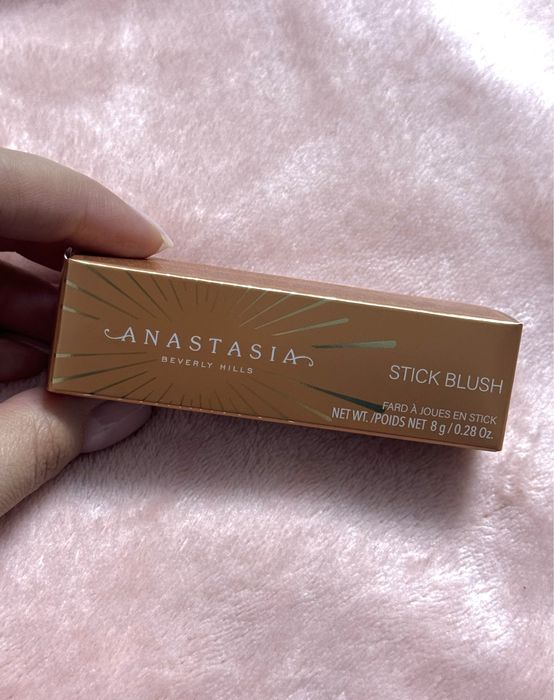 ANASTASIA
BEVERLY HILLS
STICK BLUSH
FARD À JOUES EN STICK
NET WT./POIDS NET 8 g/0.28 Oz.